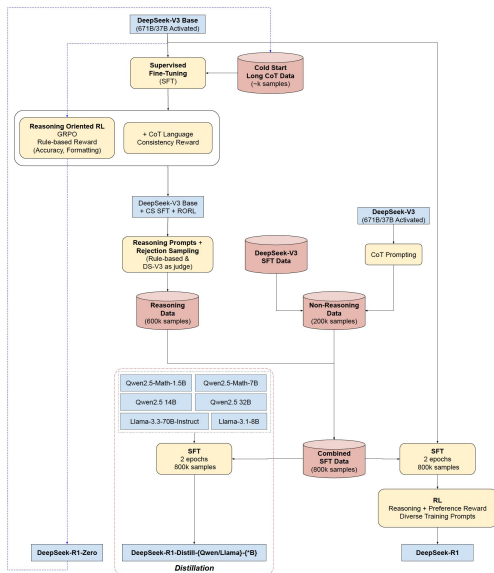 DeepSeek-V3 Base
(671B/37B Activated)
Supervised
Fine-Tuning
(SFT)
Cold Start
Long CoT Data
(~k samples)
Reasoning Oriented RL
GRPO
Rule-based Reward
(Accuracy, Formatting)
+ CoT Language
Consistency Reward
DeepSeek-V3 Base
+ CS SFT + RORL
DeepSeek-V3
(671B/37B Activated)
Reasoning Prompts +
Rejection Sampling
(Rule-based &
DS-V3 as judge)
DeepSeek-V3
SFT Data
CoT Prompting
Reasoning
Data
(600k samples)
Non-Reasoning
Data
(200k samples)
Qwen2.5-Math-1.5B
Qwen2.5-Math-7B
Qwen2.5 14B
Qwen2.5 32B
Llama-3.3-70B-Instruct
Llama-3.1-8B
SFT
2 epochs
800k samples
Combined
SFT Data
(800k samples)
SFT
2 epochs
800k samples
RL
Reasoning + Preference Reward
Diverse Training Prompts
DeepSeek-R1-Zero
DeepSeek-R1-Distill-{Qwen/Llama}-{*B}
DeepSeek-R1
Distillation